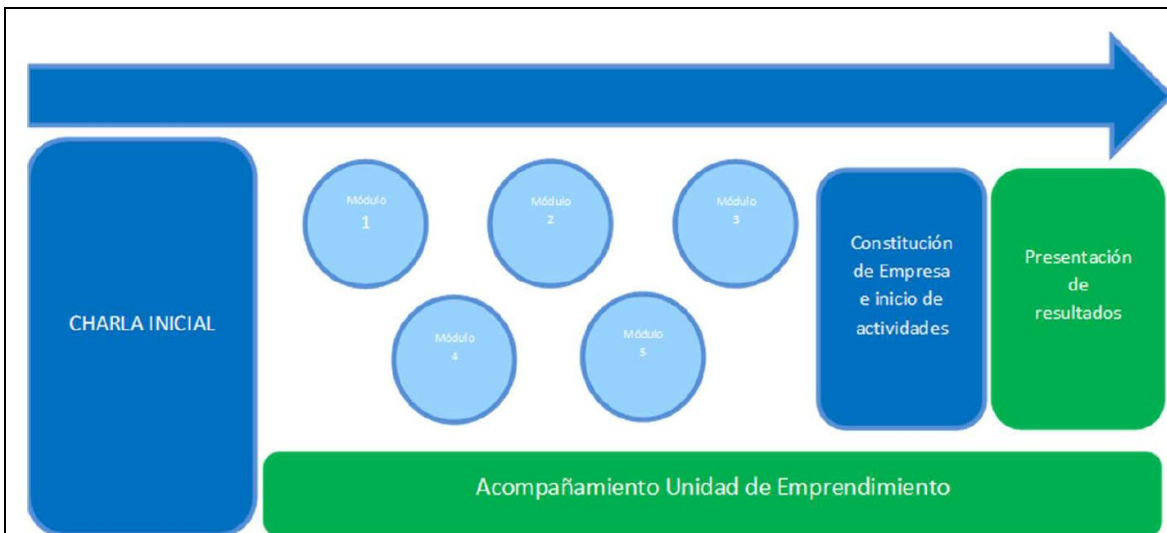 CHARLA INICIAL
Módulo
1
Módulo
2
Módulo
3
Módulo
4
Módulo
5
Constitución
de Empresa
e inicio de
actividades
Presentación
de
resultados
Acompañamiento Unidad de Emprendimiento